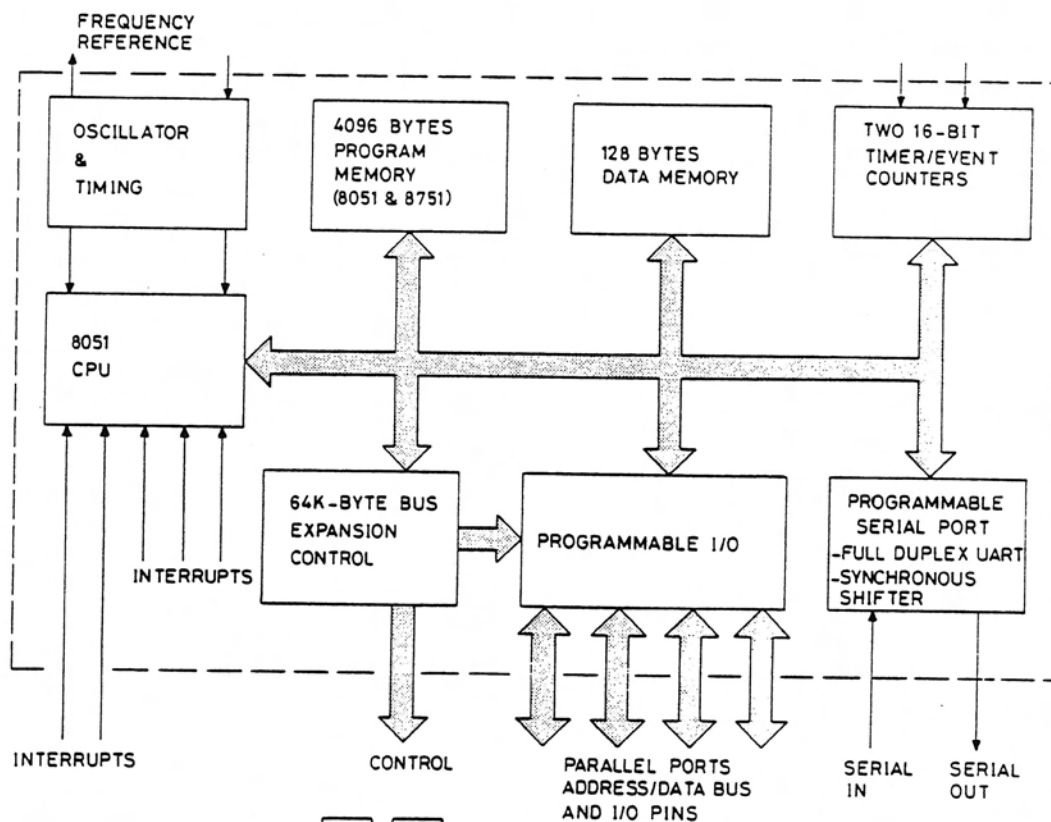 FREQUENCY
REFERENCE
OSCILLATOR
&
TIMING
4096 BYTES
PROGRAM
MEMORY
(8051 & 8751)
128 BYTES
DATA MEMORY
TWO 16-BIT
TIMER/EVENT
COUNTERS
8051
CPU
64K-BYTE BUS
EXPANSION
CONTROL
PROGRAMMABLE I/O
PROGRAMMABLE
SERIAL PORT
-FULL DUPLEX UART
-SYNCHRONOUS
SHIFTER
INTERRUPTS
INTERRUPTS
CONTROL
PARALLEL PORTS
ADDRESS/DATA BUS
AND I/O PINS
SERIAL
IN
SERIAL
OUT